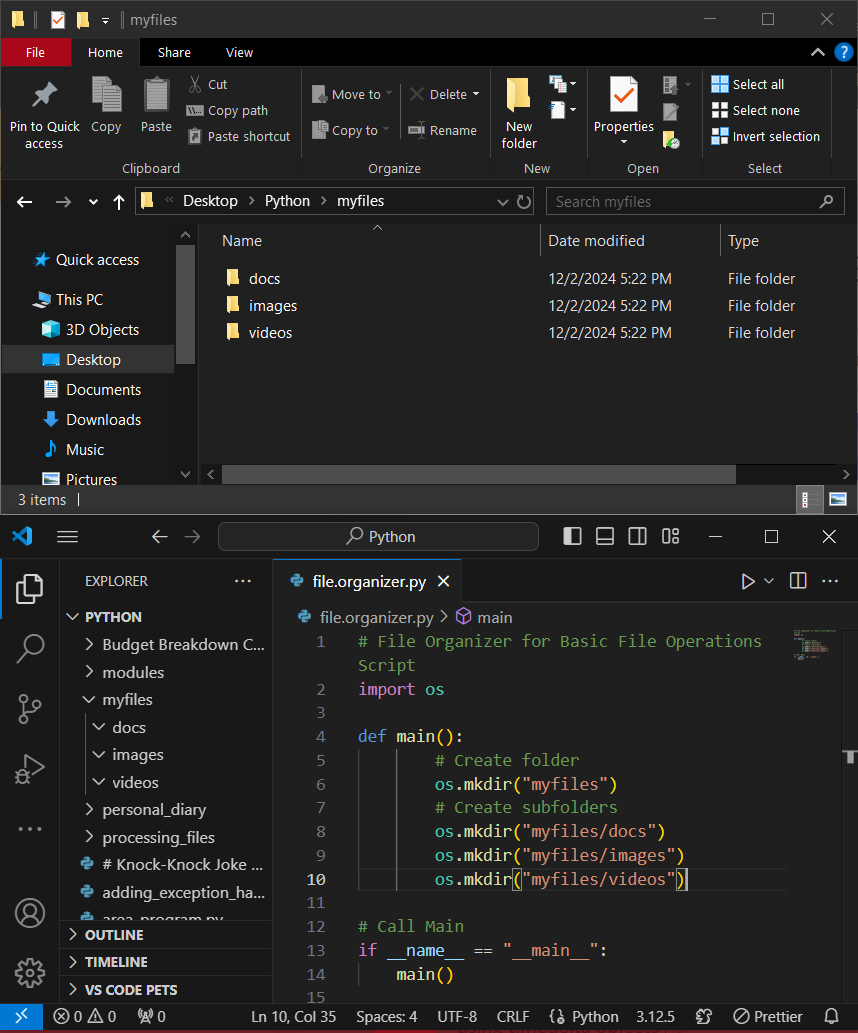 myfiles
File Home Share View
Pin to Quick access
Copy
Paste
Cut
Copy path
Paste shortcut
Clipboard
Move to
Copy to
Delete
Rename
Organize
New folder
New
Properties
Open
Select all
Select none
Invert selection
Select
« Desktop > Python > myfiles
Search myfiles
Quick access
This PC
3D Objects
Desktop
Documents
Downloads
Music
Pictures
Name Date modified Type
docs 12/2/2024 5:22 PM File folder
images 12/2/2024 5:22 PM File folder
videos 12/2/2024 5:22 PM File folder
3 items
Python
EXPLORER
PYTHON
Budget Breakdown C...
modules
myfiles
docs
images
videos
personal_diary
processing_files
# Knock-Knock Joke ...
adding_exception_ha...
area_program.py
OUTLINE
TIMELINE
VS CODE PETS
file.organizer.py
file.organizer.py > main
1 # File Organizer for Basic File Operations
Script
2 import os
3
4 def main():
5 # Create folder
6 os.mkdir("myfiles")
7 # Create subfolders
8 os.mkdir("myfiles/docs")
9 os.mkdir("myfiles/images")
10 os.mkdir("myfiles/videos")
11
12 # Call Main
13 if __name__ == "__main__":
14 main()
15
0 0 0 Ln 10, Col 35 Spaces: 4 UTF-8 CRLF Python 3.12.5 Prettier